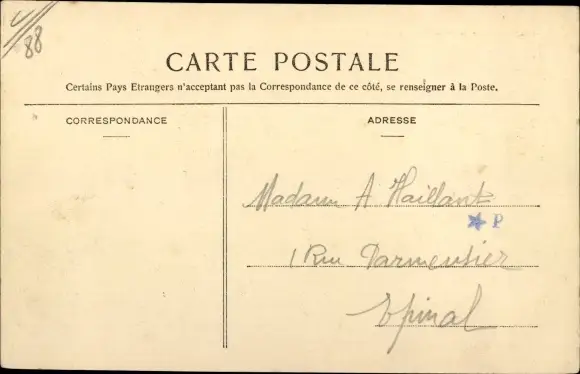 88
CARTE POSTALE
Certains Pays Etrangers n'acceptant pas la Correspondance de ce côté, se renseigner à la Poste.
CORRESPONDANCE
ADRESSE
Madame A Haillant
P
1 Rue Parmentier
Epinal